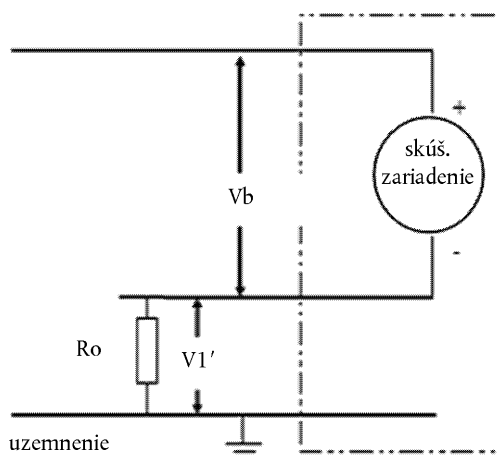 +
skúš.
zariadenie
Vb
-
Ro
V1′
uzemnenie